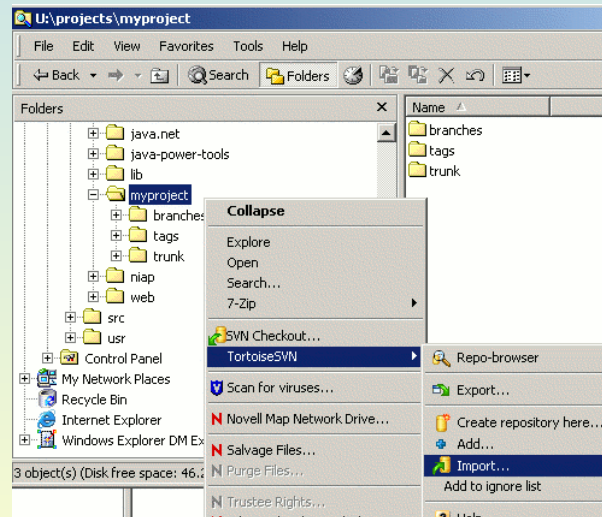 U:\projects\myproject
File Edit View Favorites Tools Help
Back Search Folders
Folders
java.net
java-power-tools
lib
myproject
branches
tags
trunk
niap
web
src
usr
Control Panel
My Network Places
Recycle Bin
Internet Explorer
Windows Explorer DM Ex
3 object(s) (Disk free space: 46.2
Name
branches
tags
trunk
Collapse
Explore
Open
Search...
7-Zip
SVN Checkout...
TortoiseSVN
Scan for viruses...
Novell Map Network Drive...
Salvage Files...
Purge Files...
Trustee Rights...
Repo-browser
Export...
Create repository here...
Add...
Import...
Add to ignore list